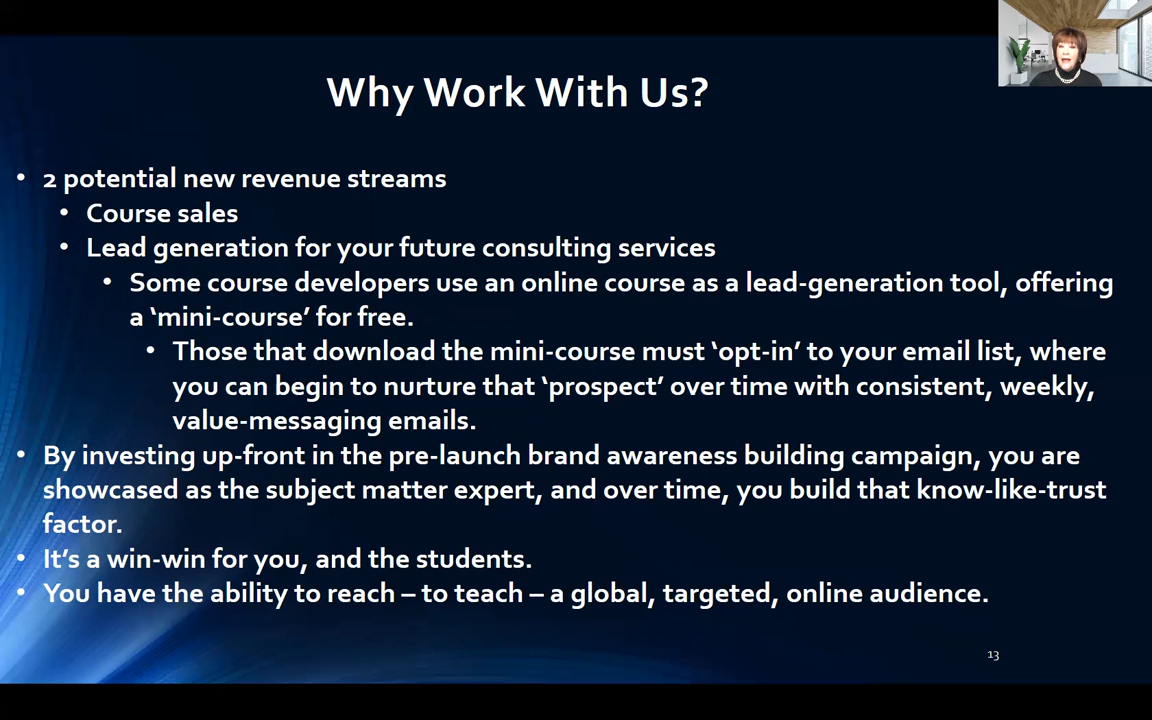 Why Work With Us?
• 2 potential new revenue streams
• Course sales
• Lead generation for your future consulting services
• Some course developers use an online course as a lead-generation tool, offering
a ‘mini-course’ for free.
• Those that download the mini-course must ‘opt-in’ to your email list, where
you can begin to nurture that ‘prospect’ over time with consistent, weekly,
value-messaging emails.
• By investing up-front in the pre-launch brand awareness building campaign, you are
showcased as the subject matter expert, and over time, you build that know-like-trust
factor.
• It’s a win-win for you, and the students.
• You have the ability to reach – to teach – a global, targeted, online audience.
13